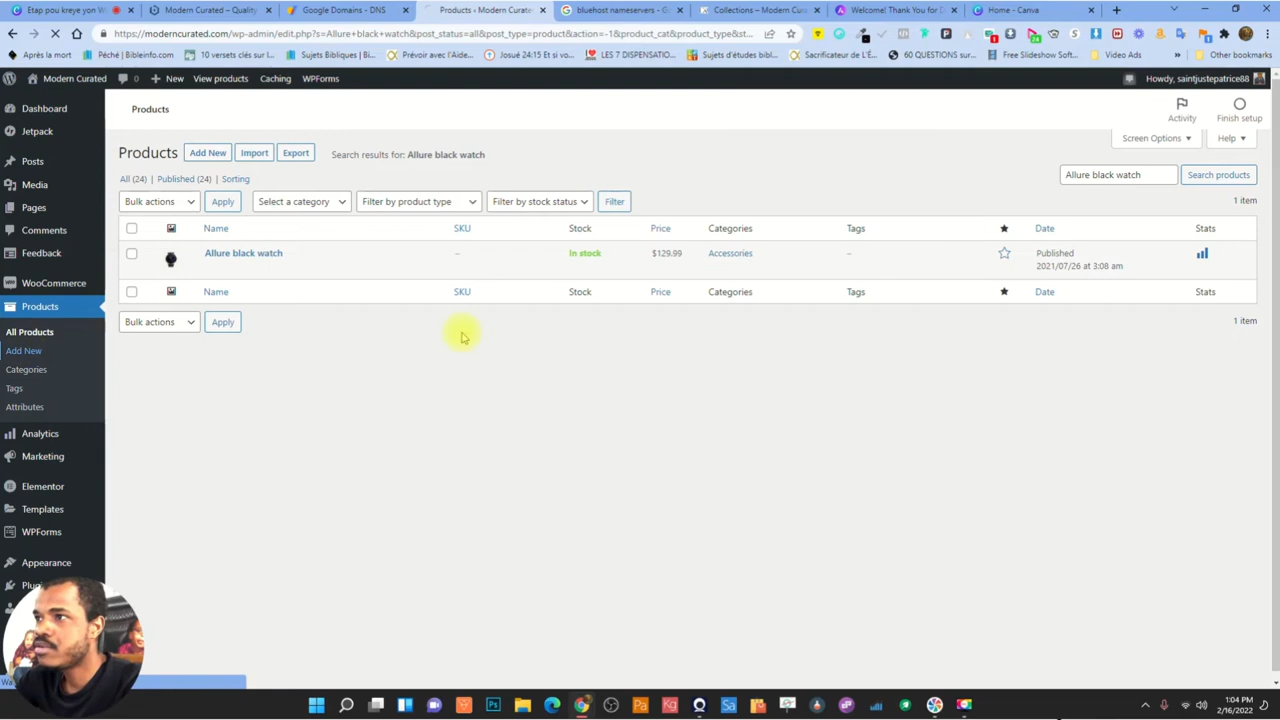 Etap pou kreye yon W
Modern Curated – Quality
Google Domains - DNS
Products ‹ Modern Curate
bluehost nameservers - G
Collections – Modern Cu
Welcome! Thank You for D
Home - Canva
https://moderncurated.com/wp-admin/edit.php?s=Allure+black+watch&post_status=all&post_type=product&action=-1&product_cat&product_type&st...
Après la mort
Péché | Bibleinfo.com
10 versets clés sur l...
Sujets Bibliques | Bi...
Prévoir avec l'Aide...
Josué 24:15 Et si vo...
LES 7 DISPENSATIO...
Sujets d'études bibl...
Sacrificateur de L'É...
60 QUESTIONS sur...
Free Slideshow Soft...
Video Ads
Other bookmarks
Modern Curated
0
New
View products
Caching
WPForms
Howdy, saintjustepatrice88
Products
Activity
Finish setup
Screen Options
Help
Products
Add New
Import
Export
Search results for: Allure black watch
All (24) | Published (24) | Sorting
Allure black watch
Search products
Bulk actions
Apply
Select a category
Filter by product type
Filter by stock status
Filter
1 item
Name
SKU
Stock
Price
Categories
Tags
Date
Stats
Allure black watch
–
In stock
$129.99
Accessories
–
Published
2021/07/26 at 3:08 am
Name
SKU
Stock
Price
Categories
Tags
Date
Stats
Bulk actions
Apply
1 item
Dashboard
Jetpack
Posts
Media
Pages
Comments
Feedback
WooCommerce
Products
All Products
Add New
Categories
Tags
Attributes
Analytics
Marketing
Elementor
Templates
WPForms
Appearance
Plugi
1:04 PM
2/16/2022